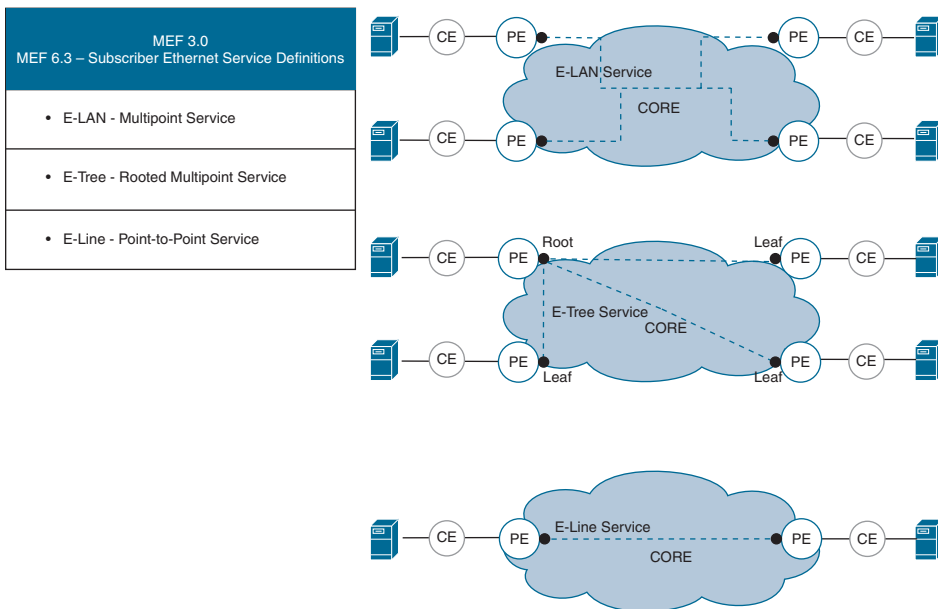 MEF 3.0
MEF 6.3 – Subscriber Ethernet Service Definitions
• E-LAN - Multipoint Service
• E-Tree - Rooted Multipoint Service
• E-Line - Point-to-Point Service
CE PE PE CE
E-LAN Service
CORE
CE PE PE CE
Root Leaf
CE PE PE CE
E-Tree Service
CORE
CE PE PE CE
Leaf Leaf
E-Line Service
CE PE PE CE
CORE